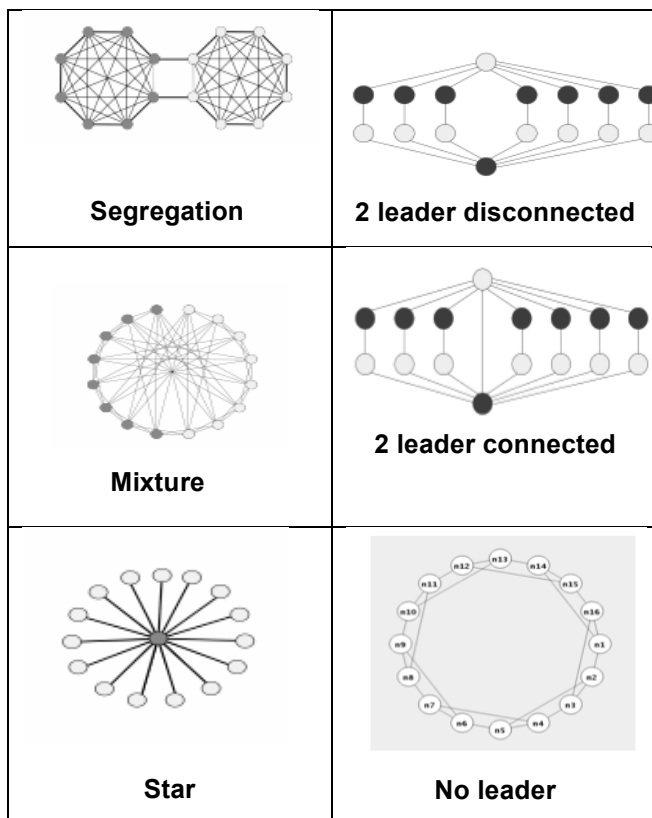 Segregation
2 leader disconnected
Mixture
2 leader connected
Star
n13
n12
n14
n11
n15
n10
n16
n9
n1
n8
n2
n7
n3
n6
n4
n5
No leader